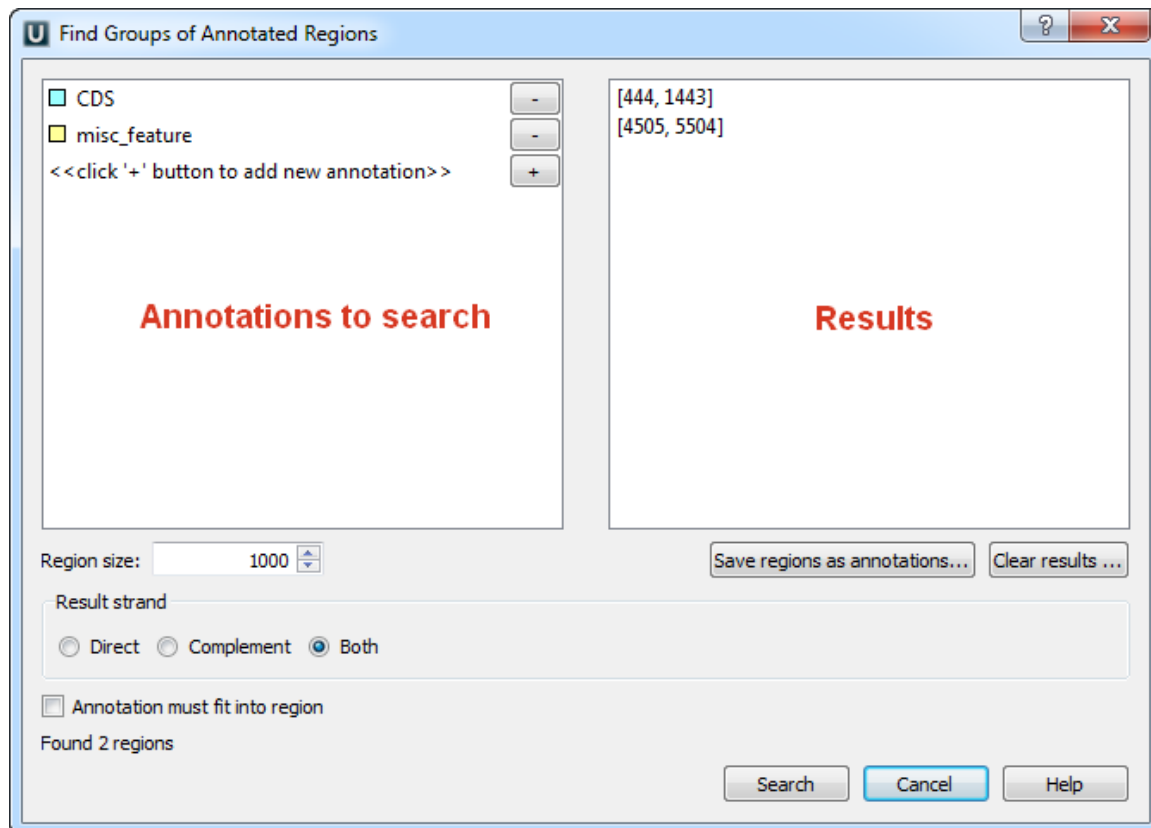 Find Groups of Annotated Regions
? X
CDS -
misc_feature -
<<click '+' button to add new annotation>> +
Annotations to search
[444, 1443]
[4505, 5504]
Results
Region size: 1000
Save regions as annotations... Clear results ...
Result strand
Direct Complement Both
Annotation must fit into region
Found 2 regions
Search Cancel Help